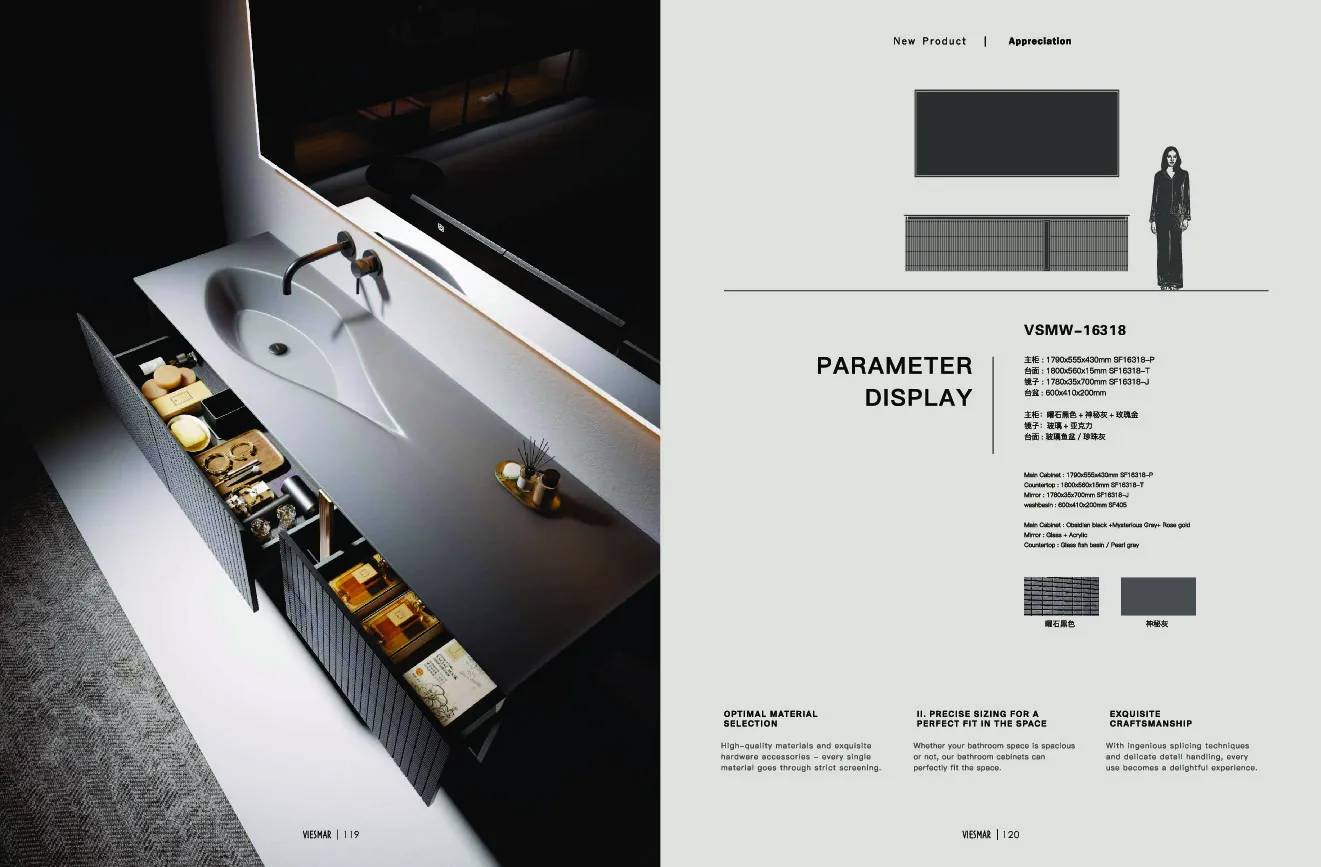 New Product | Appreciation
VSMW-16318
PARAMETER
DISPLAY
主柜 : 1790x555x430mm SF16318-P
台面 : 1800x560x15mm SF16318-T
镜子 : 1780x35x700mm SF16318-J
台盆 : 600x410x200mm
主柜: 曜石黑色 + 神秘灰 + 玫瑰金
镜子: 玻璃 + 亚克力
台面 : 玻璃鱼盆 / 珍珠灰
Main Cabinet : 1790x555x430mm SF16318-P
Countertop : 1800x560x15mm SF16318-T
Mirror : 1780x35x700mm SF16318-J
washbasin : 600x410x200mm SF405
Main Cabinet : Obsidian black +Mysterious Gray+ Rose gold
Mirror : Glass + Acrylic
Countertop : Glass fish basin / Pearl gray
曜石黑色
神秘灰
OPTIMAL MATERIAL
SELECTION
High-quality materials and exquisite
hardware accessories - every single
material goes through strict screening.
II. PRECISE SIZING FOR A
PERFECT FIT IN THE SPACE
Whether your bathroom space is spacious
or not, our bathroom cabinets can
perfectly fit the space.
EXQUISITE
CRAFTSMANSHIP
With ingenious splicing techniques
and delicate detail handling, every
use becomes a delightful experience.
VIESMAR | 119
VIESMAR | 120